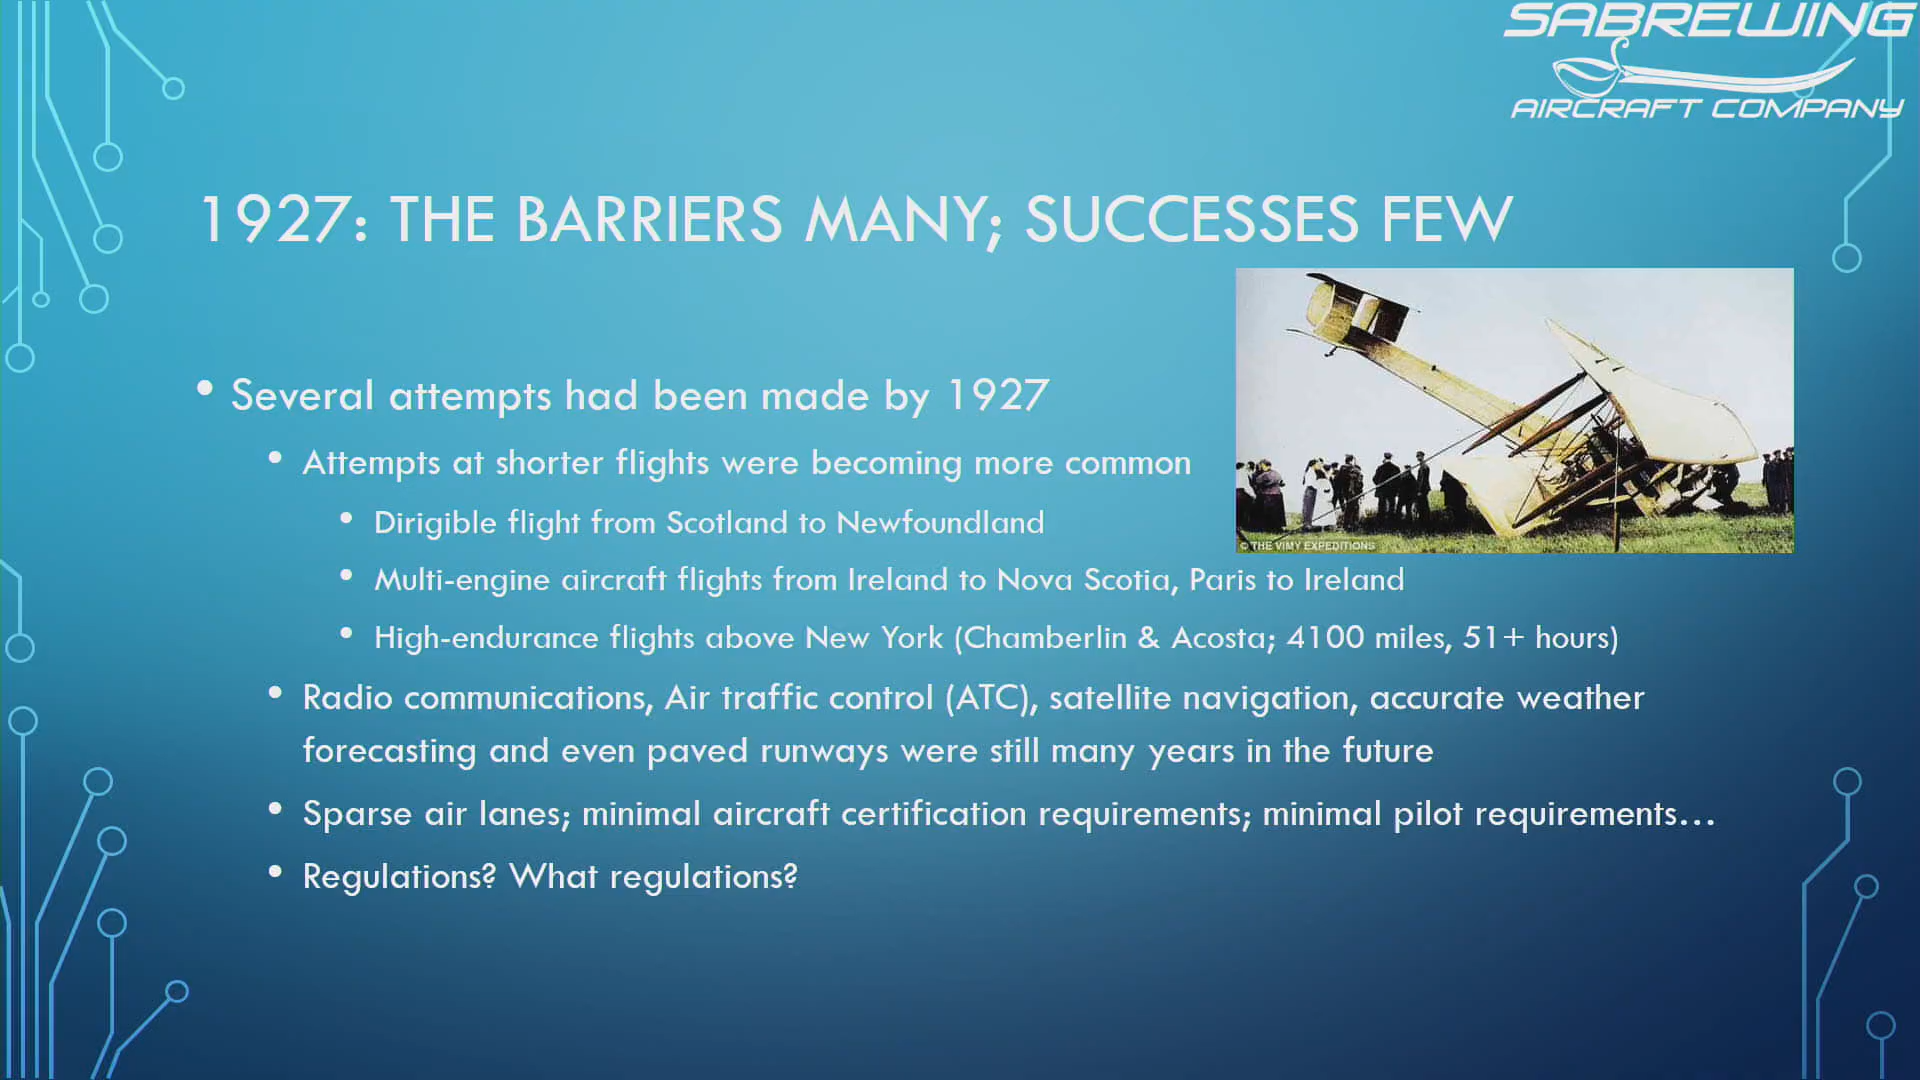 SABREWING
AIRCRAFT COMPANY
1927: THE BARRIERS MANY; SUCCESSES FEW
• Several attempts had been made by 1927
• Attempts at shorter flights were becoming more common
• Dirigible flight from Scotland to Newfoundland
• Multi-engine aircraft flights from Ireland to Nova Scotia, Paris to Ireland
• High-endurance flights above New York (Chamberlin & Acosta; 4100 miles, 51+ hours)
• Radio communications, Air traffic control (ATC), satellite navigation, accurate weather
forecasting and even paved runways were still many years in the future
• Sparse air lanes; minimal aircraft certification requirements; minimal pilot requirements...
• Regulations? What regulations?
© THE VIMY EXPEDITIONS